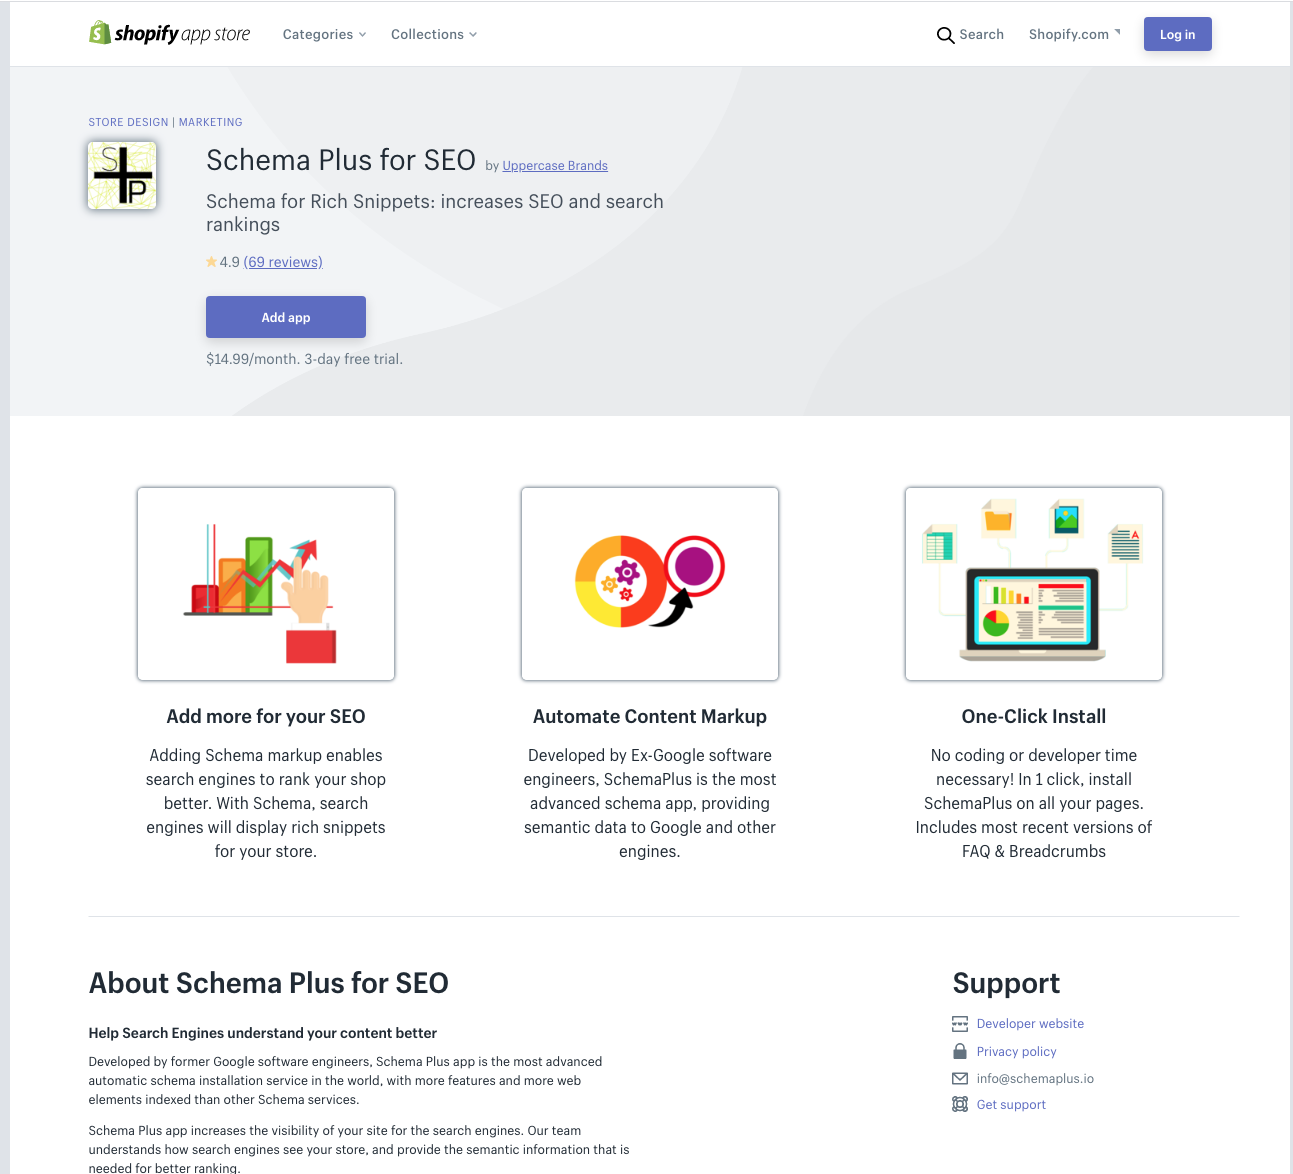 shopify app store
Categories
Collections
Search
Shopify.com
Log in
STORE DESIGN | MARKETING
S
P
Schema Plus for SEO by Uppercase Brands
Schema for Rich Snippets: increases SEO and search
rankings
4.9 (69 reviews)
Add app
$14.99/month. 3-day free trial.
A
Add more for your SEO
Adding Schema markup enables
search engines to rank your shop
better. With Schema, search
engines will display rich snippets
for your store.
Automate Content Markup
Developed by Ex-Google software
engineers, SchemaPlus is the most
advanced schema app, providing
semantic data to Google and other
engines.
One-Click Install
No coding or developer time
necessary! In 1 click, install
SchemaPlus on all your pages.
Includes most recent versions of
FAQ & Breadcrumbs
About Schema Plus for SEO
Help Search Engines understand your content better
Developed by former Google software engineers, Schema Plus app is the most advanced
automatic schema installation service in the world, with more features and more web
elements indexed than other Schema services.
Schema Plus app increases the visibility of your site for the search engines. Our team
understands how search engines see your store, and provide the semantic information that is
needed for better ranking.
Support
Developer website
Privacy policy
info@schemaplus.io
Get support